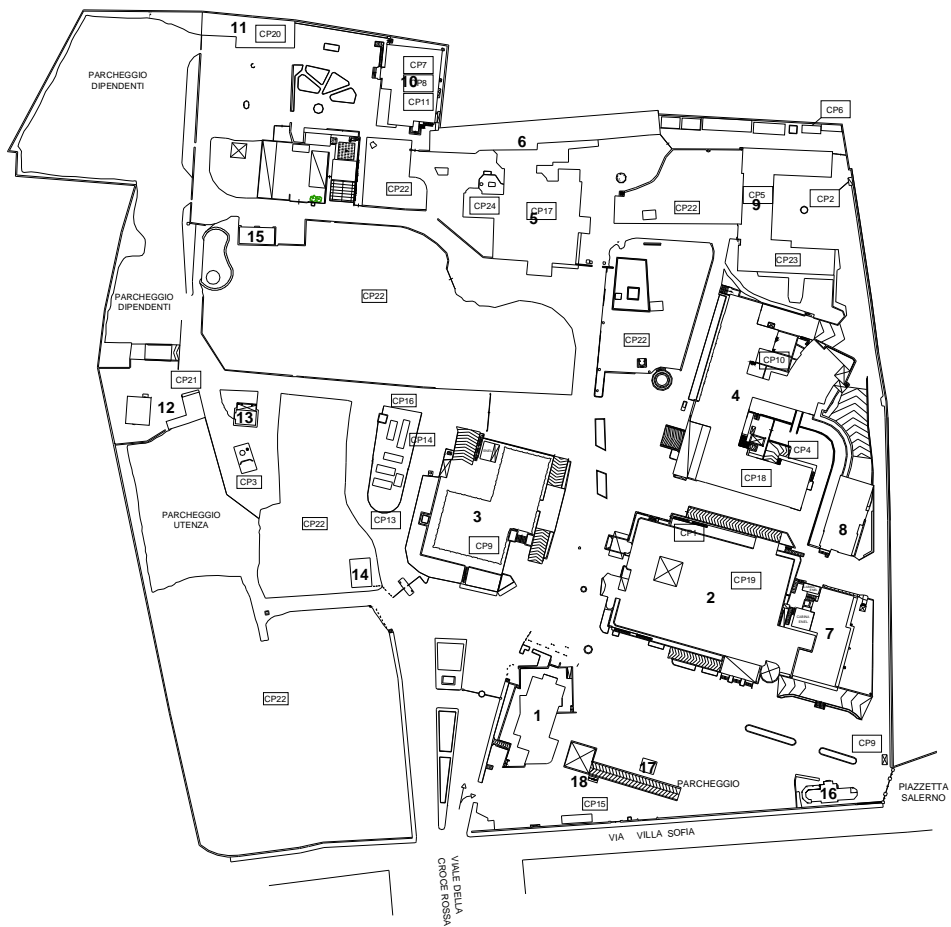 11
CP20
CP7
10
CP8
CP11
PARCHEGGIO
DIPENDENTI
CP6
6
CP22
CP24
CP17
5
CP22
CP5
9
CP2
CP23
15
PARCHEGGIO
DIPENDENTI
CP22
CP22
CP10
4
CP21
12
13
CP16
CP14
CP3
CP4
CP18
PARCHEGGIO
UTENZA
CP22
CP13
3
CP9
8
CP1
14
CP19
2
7
CP22
1
CP9
17
18
PARCHEGGIO
16
PIAZZETTA
SALERNO
CP15
VIA VILLA SOFIA
VIALE DELLA
CROCE ROSSA